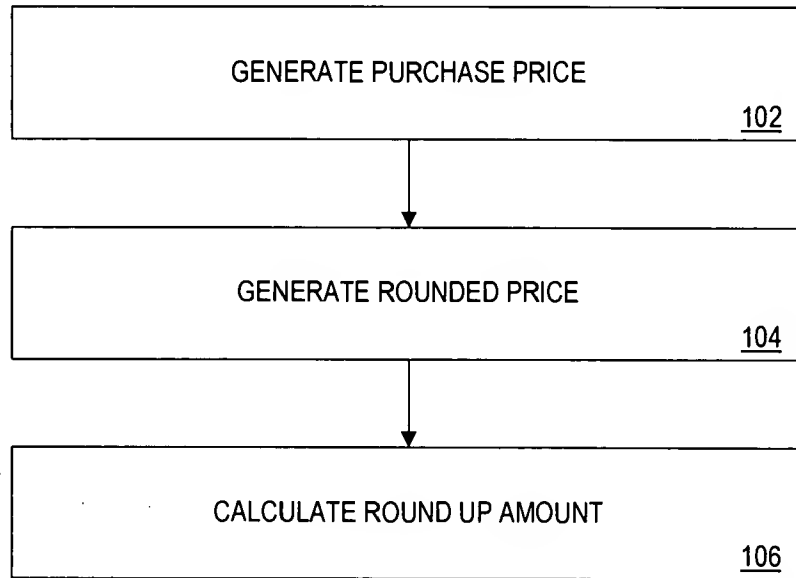 GENERATE PURCHASE PRICE
102
GENERATE ROUNDED PRICE
104
CALCULATE ROUND UP AMOUNT
106